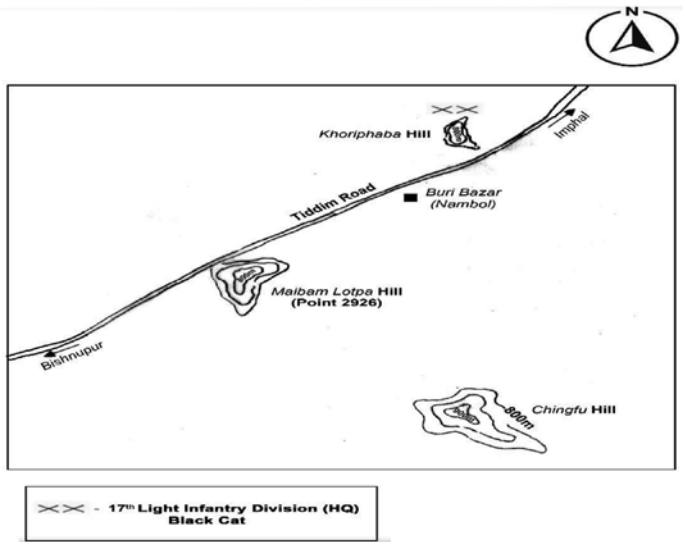 N
Khoriphaba Hill
Imphal
Tiddim Road
Buri Bazar
(Nambol)
Maibam Lotpa Hill
(Point 2926)
Bishnupur
800m
Chingfu Hill
- 17th Light Infantry Division (HQ)
Black Cat